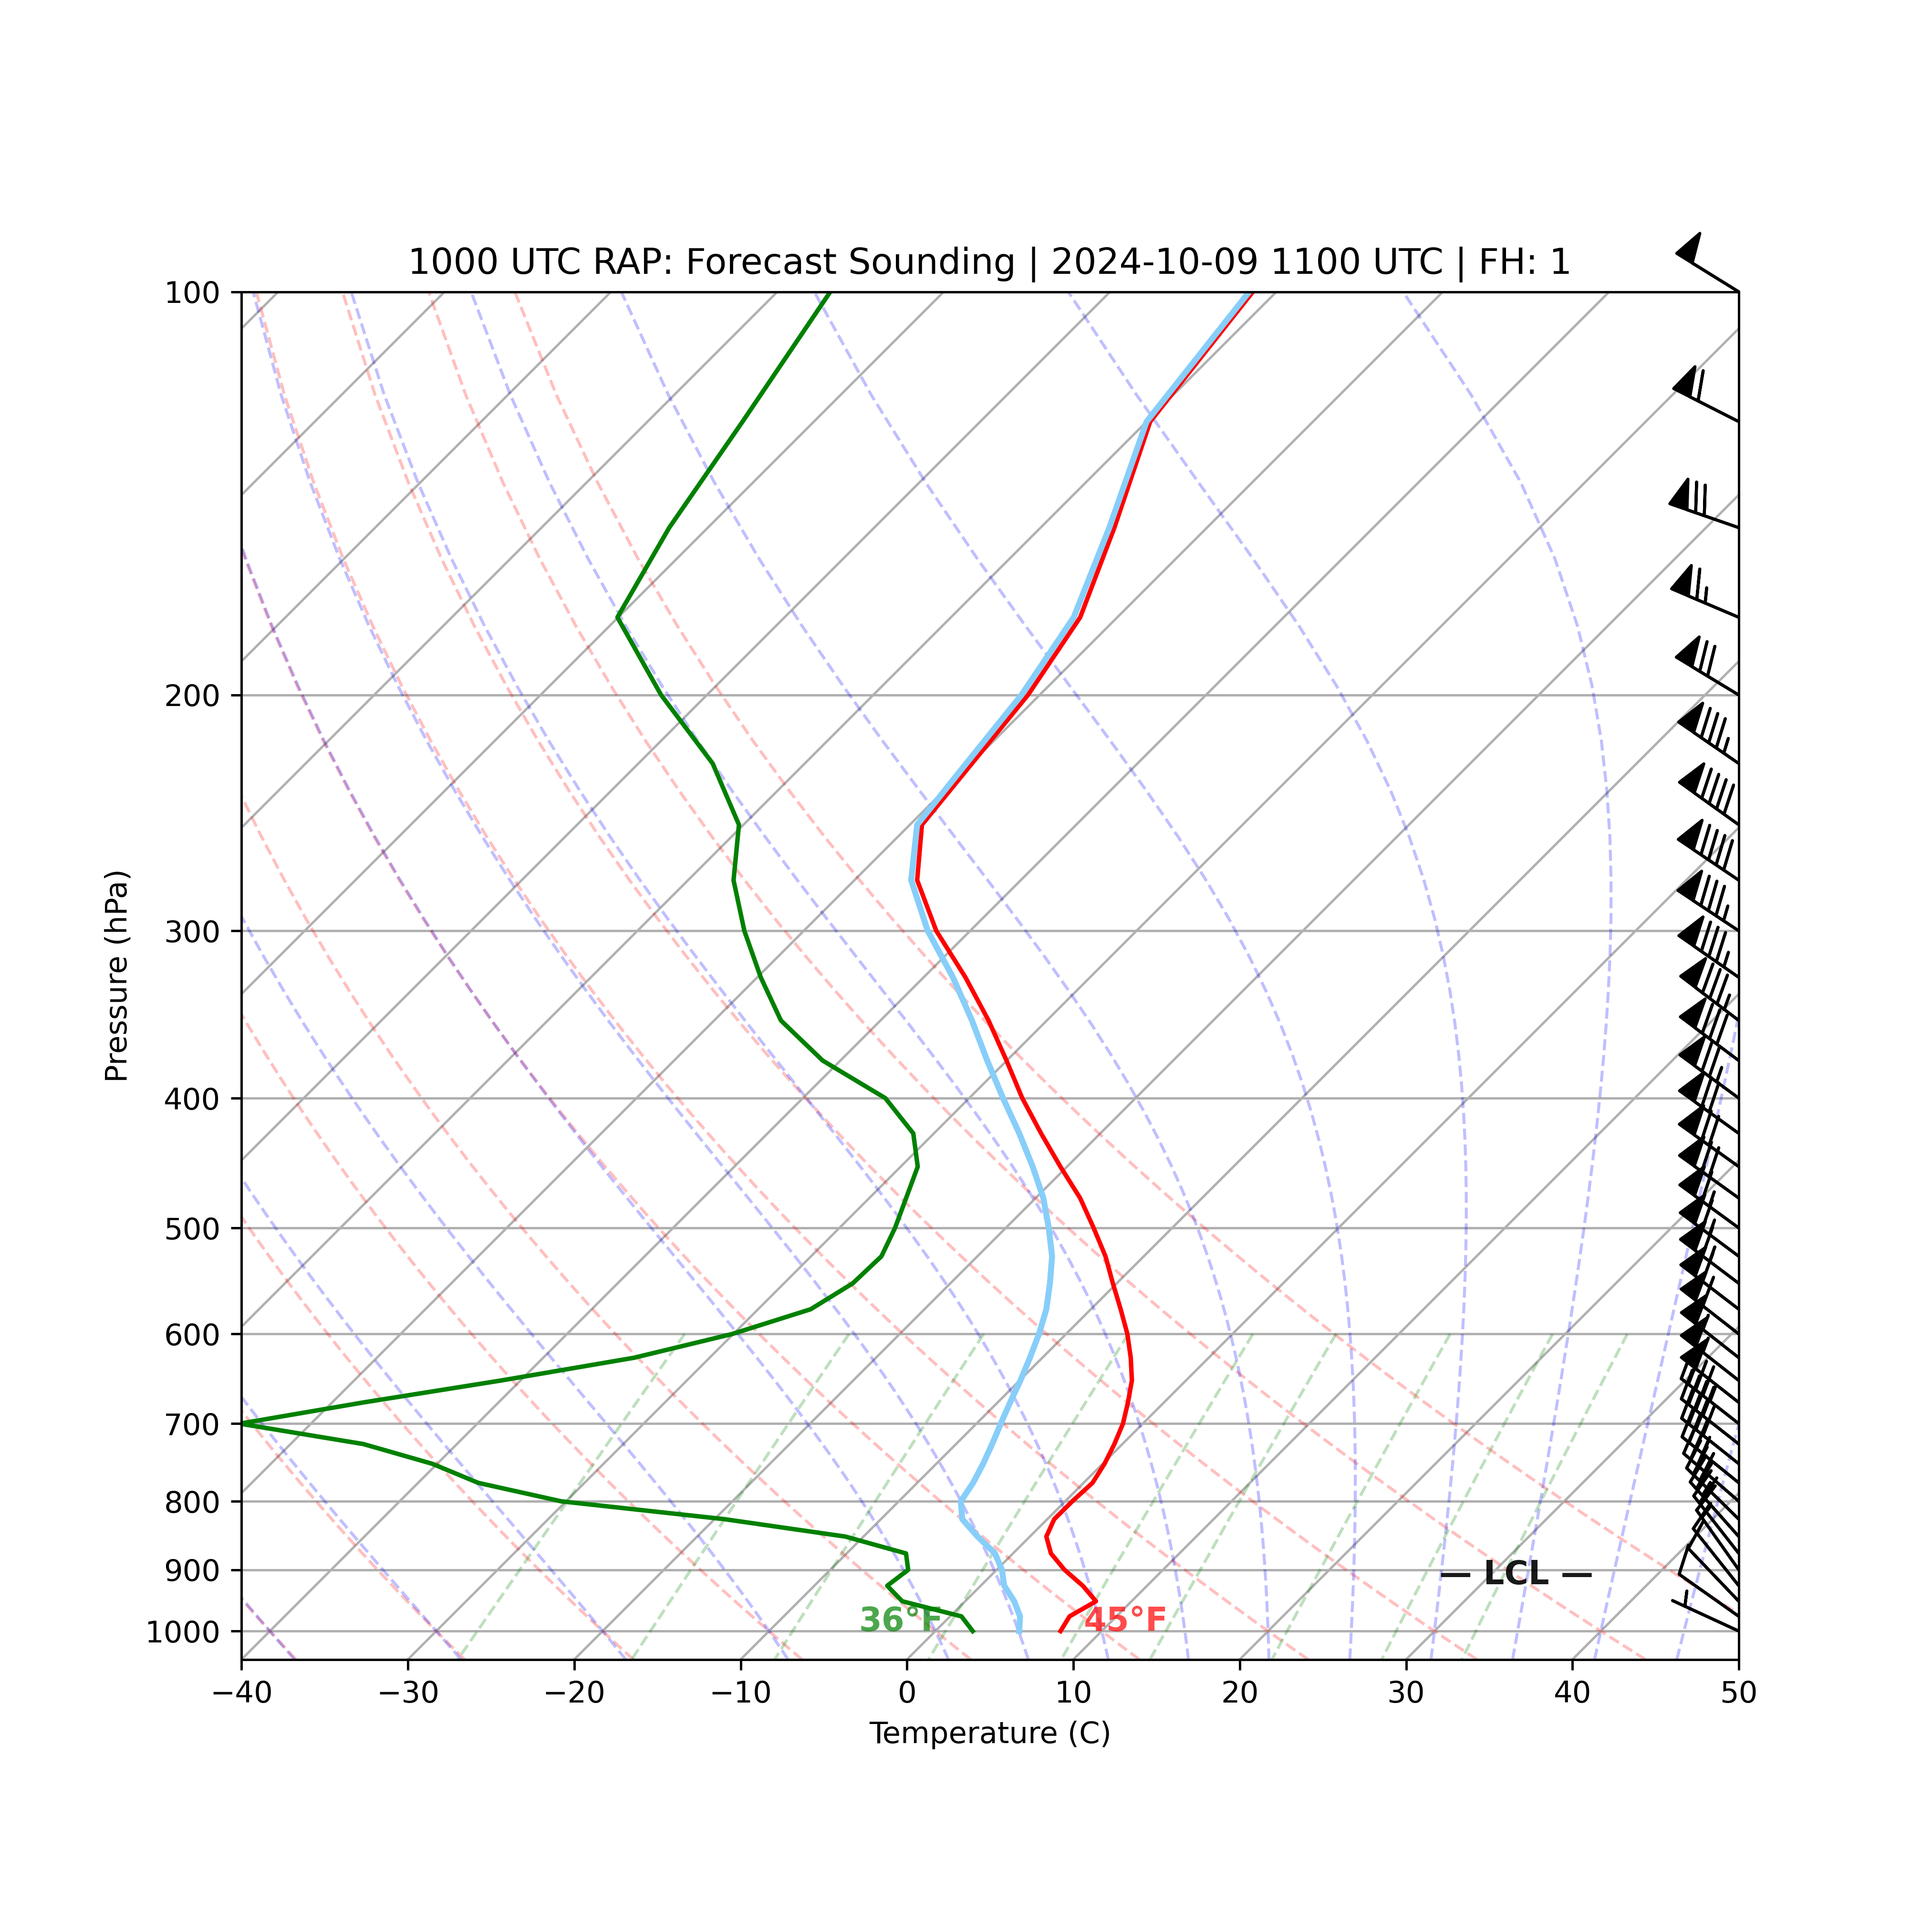 1000 UTC RAP: Forecast Sounding | 2024-10-09 1100 UTC | FH: 1
100
200
300
400
500
600
700
800
900
1000
Pressure (hPa)
— LCL —
36°F
45°F
−40 −30 −20 −10 0 10 20 30 40 50
Temperature (C)